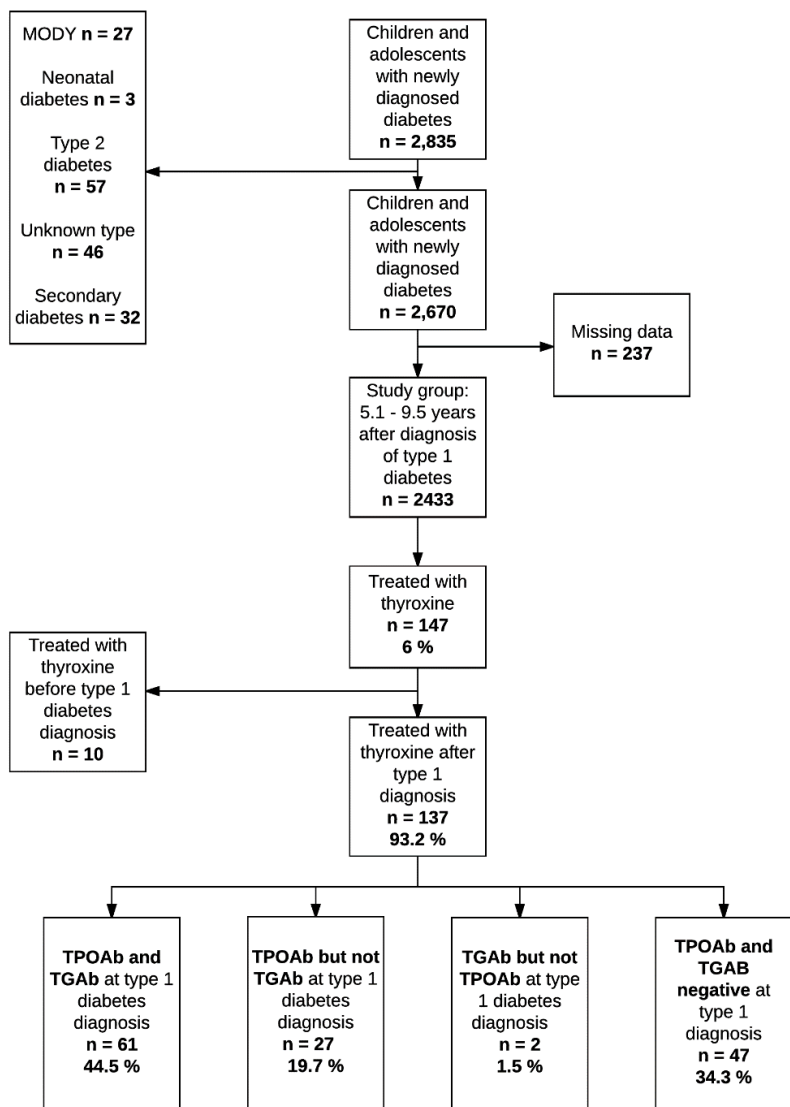 MODY n = 27
Neonatal
diabetes n = 3
Type 2
diabetes
n = 57
Unknown type
n = 46
Secondary
diabetes n = 32
Children and
adolescents
with newly
diagnosed
diabetes
n = 2,835
Children and
adolescents
with newly
diagnosed
diabetes
n = 2,670
Missing data
n = 237
Study group:
5.1 - 9.5 years
after diagnosis
of type 1
diabetes
n = 2433
Treated with
thyroxine
n = 147
6 %
Treated with
thyroxine
before type 1
diabetes
diagnosis
n = 10
Treated with
thyroxine after
type 1
diagnosis
n = 137
93.2 %
TPOAb and
TGAb at type 1
diabetes
diagnosis
n = 61
44.5 %
TPOAb but not
TGAb at type 1
diabetes
diagnosis
n = 27
19.7 %
TGAb but not
TPOAb at type
1 diabetes
diagnosis
n = 2
1.5 %
TPOAb and
TGAB
negative at
type 1
diagnosis
n = 47
34.3 %